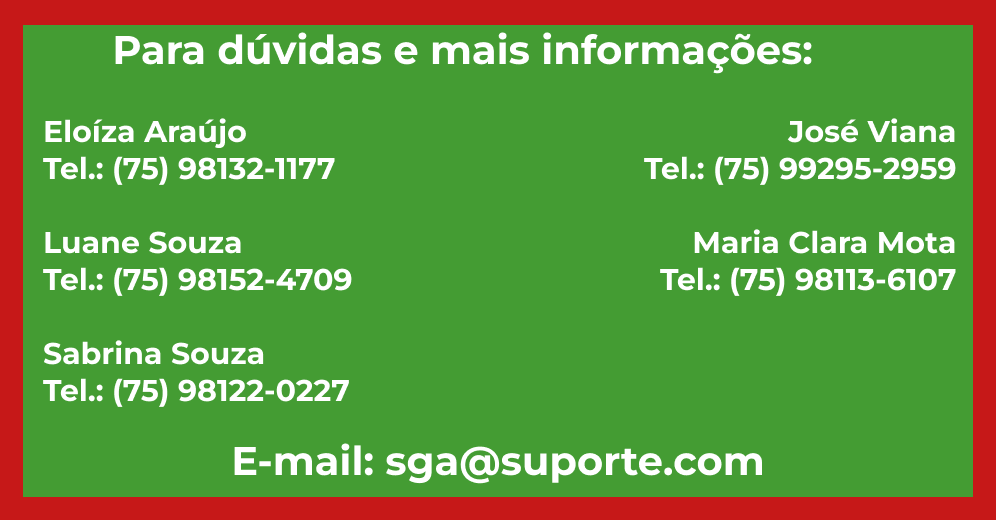 Para dúvidas e mais informações:
Eloíza Araújo
Tel.: (75) 98132-1177
Luane Souza
Tel.: (75) 98152-4709
Sabrina Souza
Tel.: (75) 98122-0227
José Viana
Tel.: (75) 99295-2959
Maria Clara Mota
Tel.: (75) 98113-6107
E-mail: sga@suporte.com